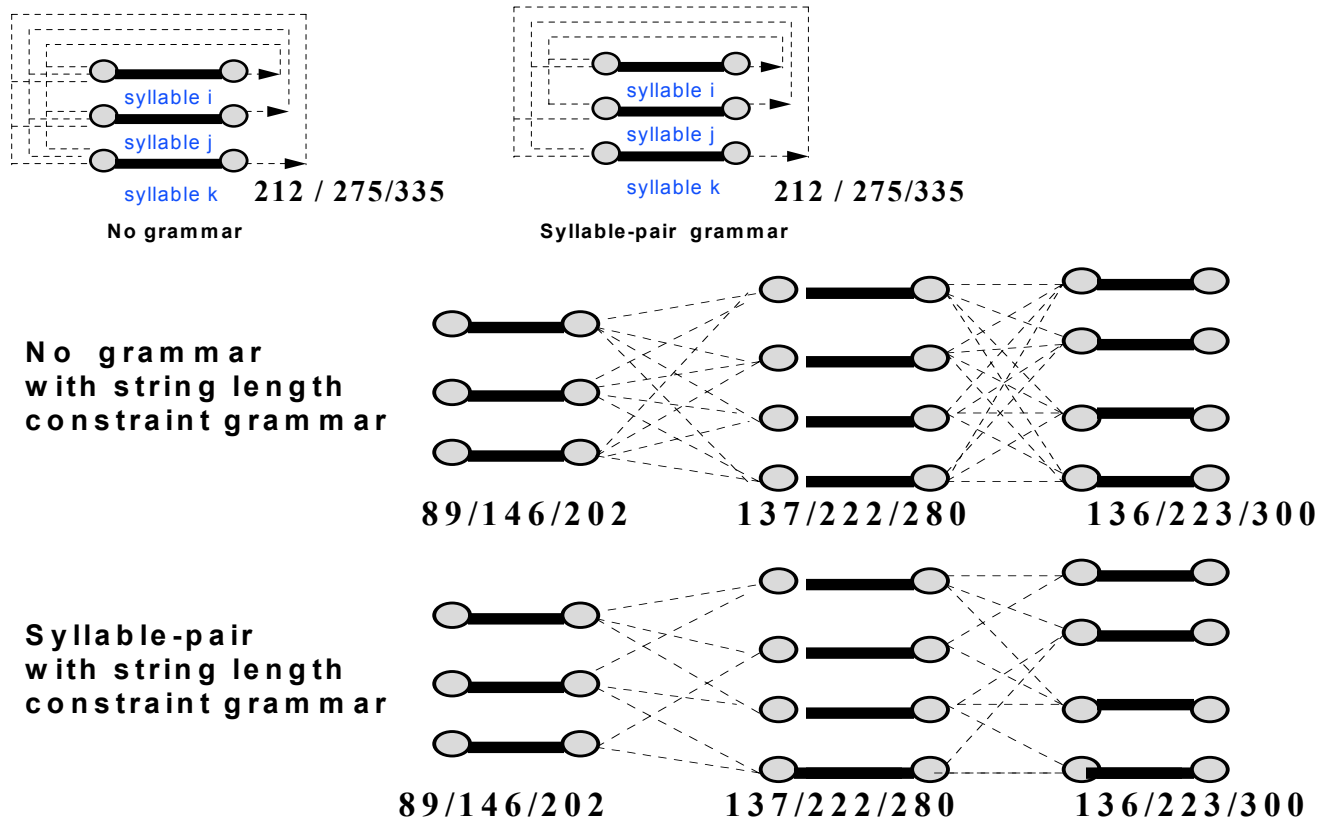 syllable i
syllable j
syllable k
212 / 275/335
No grammar
syllable i
syllable j
syllable k
212 / 275/335
Syllable-pair grammar
No grammar
with string length
constraint grammar
89/146/202
137/222/280
136/223/300
Syllable-pair
with string length
constraint grammar
89/146/202
137/222/280
136/223/300